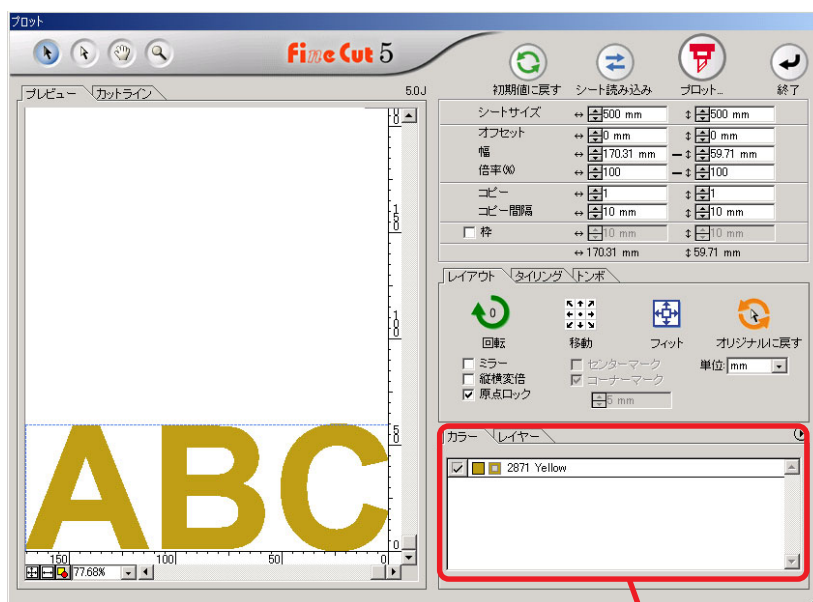 プロット
FineCut 5
初期値に戻す シート読み込み プロット... 終了
プレビュー カットライン 5.0J
シートサイズ 500 mm 500 mm
オフセット 0 mm 0 mm
幅 170.31 mm 59.71 mm
倍率(%) 100 100
コピー 1 1
コピー間隔 10 mm 10 mm
枠 10 mm 10 mm
170.31 mm 59.71 mm
レイアウト タイリング トンボ
0
回転 移動 フィット オリジナルに戻す
ミラー センターマーク 単位: mm
縦横変倍 コーナーマーク
原点ロック 5 mm
カラー レイヤー
2871 Yellow
ABC
150 100 50 0
77.68%